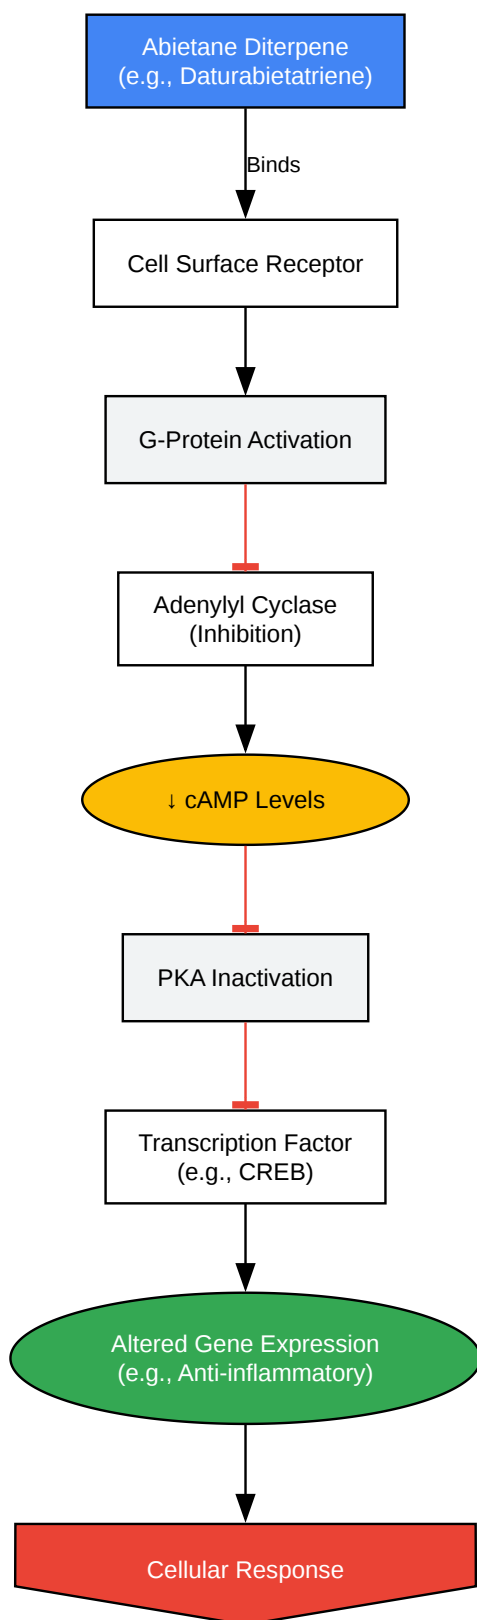 Abietane Diterpene
(e.g., Daturabietatriene)
Binds
Cell Surface Receptor
G-Protein Activation
Adenylyl Cyclase
(Inhibition)
↓ cAMP Levels
PKA Inactivation
Transcription Factor
(e.g., CREB)
Altered Gene Expression
(e.g., Anti-inflammatory)
Cellular Response